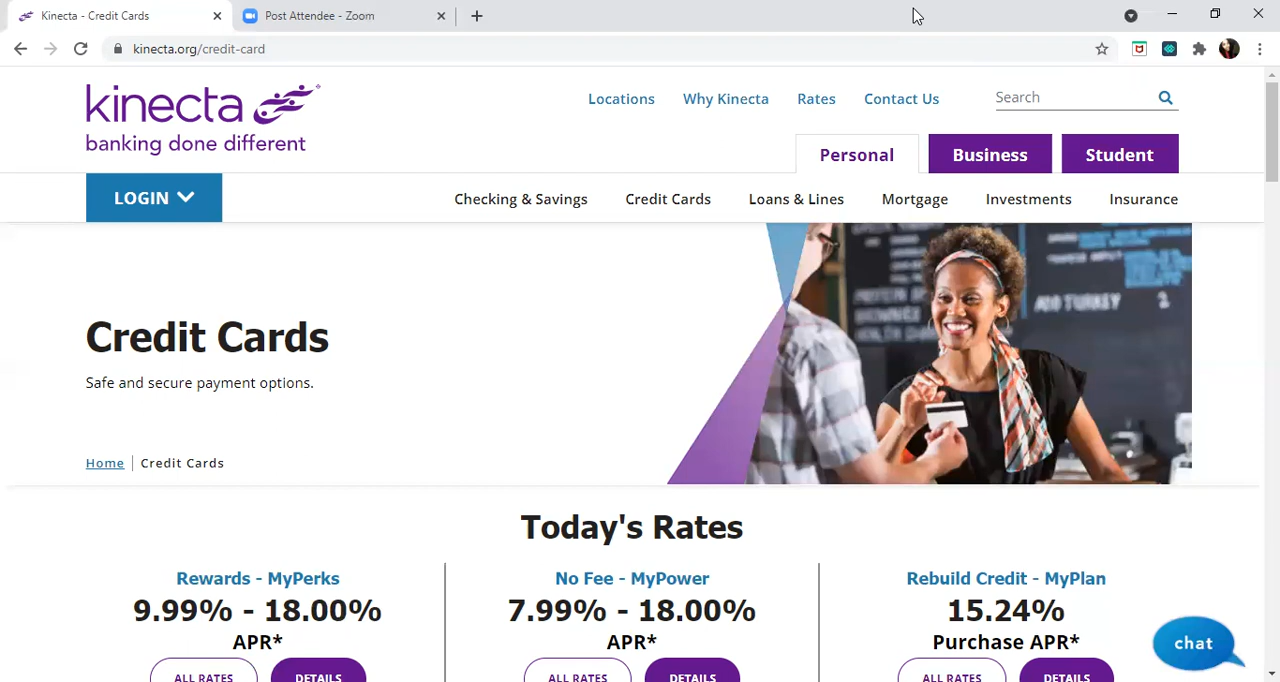 Kinecta - Credit Cards
Post Attendee - Zoom
kinecta.org/credit-card
kinecta
banking done different
Locations Why Kinecta Rates Contact Us Search
Personal Business Student
LOGIN Checking & Savings Credit Cards Loans & Lines Mortgage Investments Insurance
ADD TURKEY 2
Credit Cards
Safe and secure payment options.
Home Credit Cards
Today's Rates
Rewards - MyPerks
9.99% - 18.00%
APR*
ALL RATES DETAILS
No Fee - MyPower
7.99% - 18.00%
APR*
ALL RATES DETAILS
Rebuild Credit - MyPlan
15.24%
Purchase APR*
ALL RATES DETAILS
chat